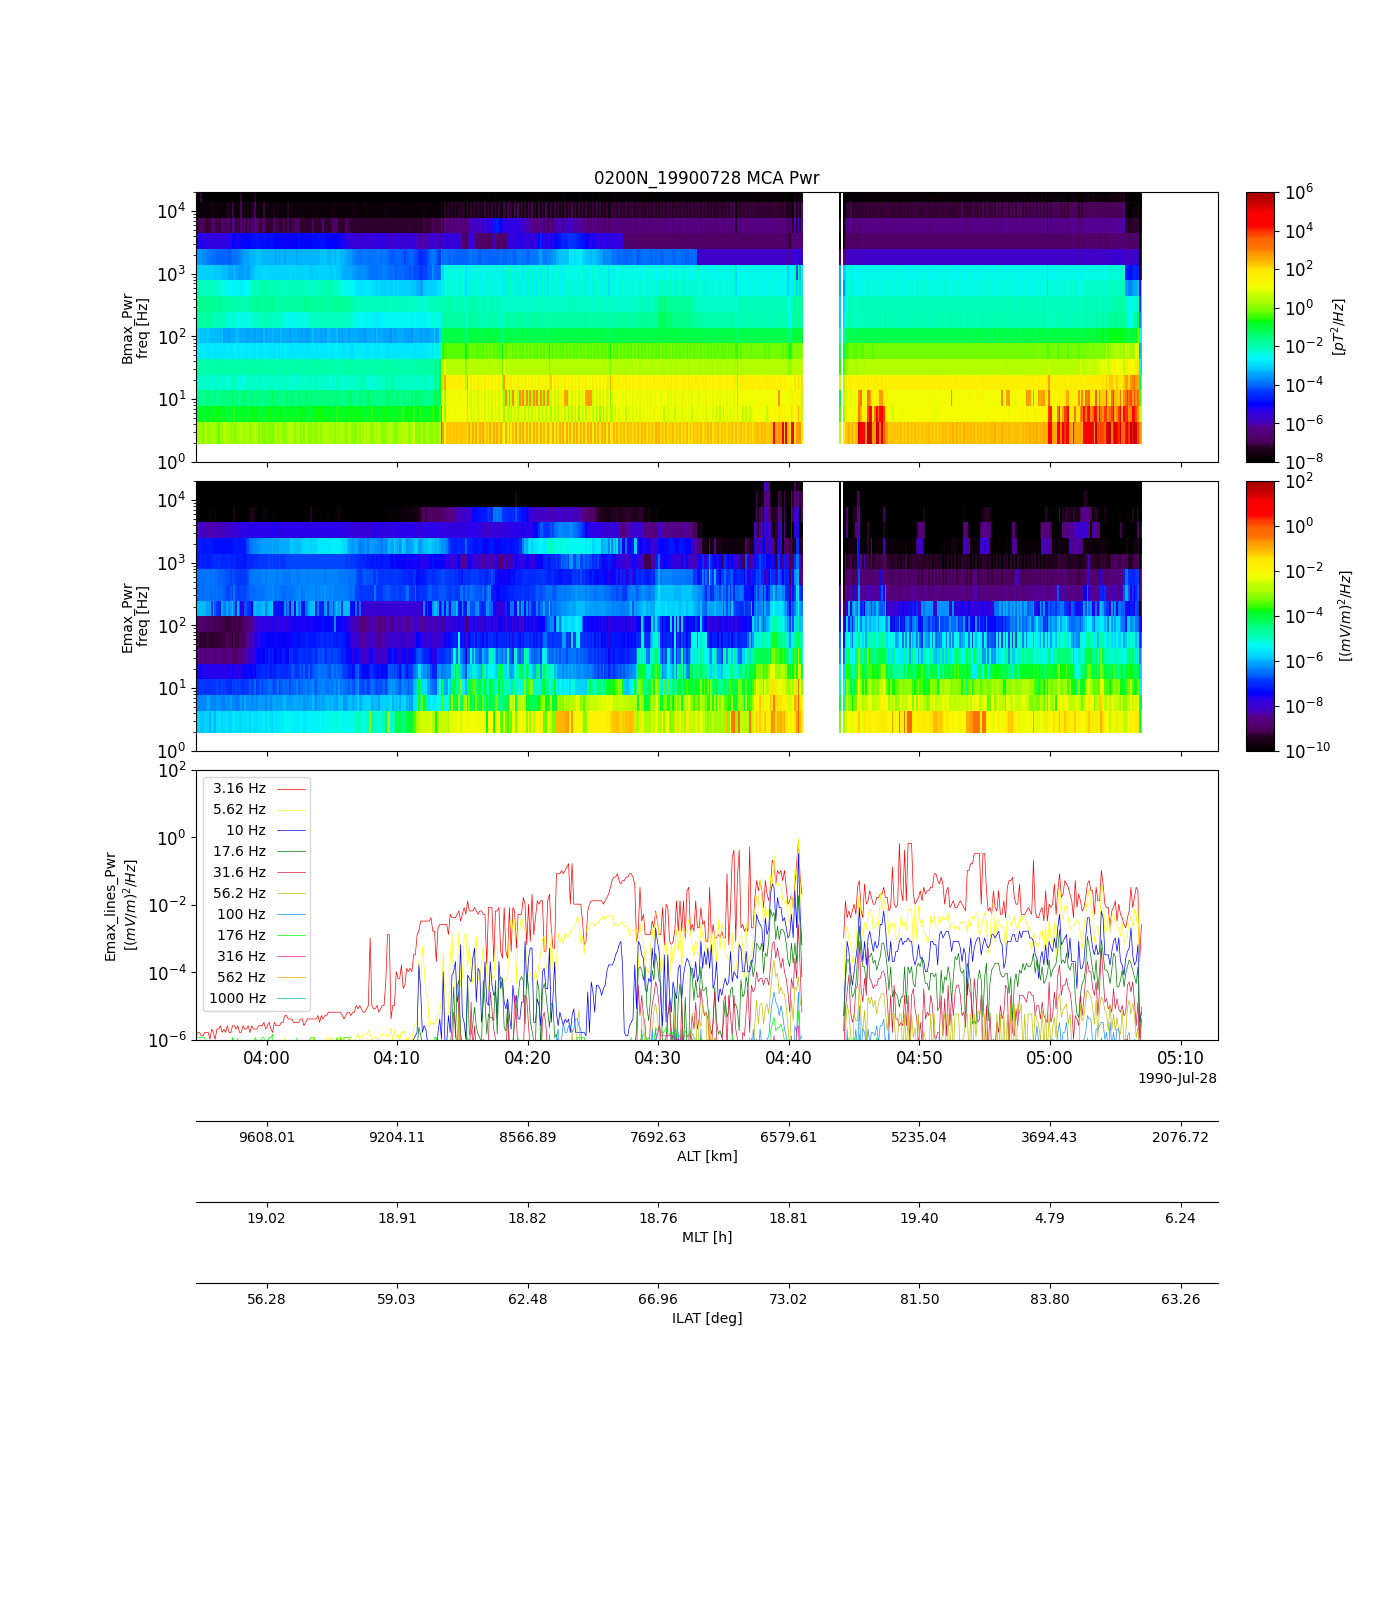 0200N_19900728 MCA Pwr
Bmax_Pwr
freq [Hz]
10^4
10^3
10^2
10^1
10^0
10^6
10^4
10^2
10^0
10^-2
10^-4
10^-6
10^-8
[pT^2/Hz]
Emax_Pwr
freq [Hz]
10^4
10^3
10^2
10^1
10^0
10^2
10^0
10^-2
10^-4
10^-6
10^-8
10^-10
[(mV/m)^2/Hz]
Emax_lines_Pwr
[(mV/m)^2/Hz]
10^2
10^0
10^-2
10^-4
10^-6
3.16 Hz
5.62 Hz
10 Hz
17.6 Hz
31.6 Hz
56.2 Hz
100 Hz
176 Hz
316 Hz
562 Hz
1000 Hz
04:00 04:10 04:20 04:30 04:40 04:50 05:00 05:10
1990-Jul-28
9608.01 9204.11 8566.89 7692.63 6579.61 5235.04 3694.43 2076.72
ALT [km]
19.02 18.91 18.82 18.76 18.81 19.40 4.79 6.24
MLT [h]
56.28 59.03 62.48 66.96 73.02 81.50 83.80 63.26
ILAT [deg]